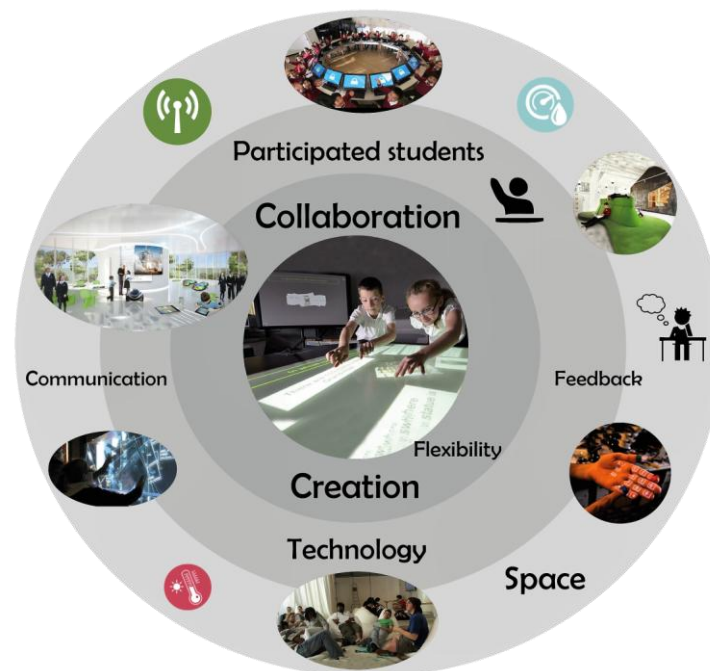 Participated students
Collaboration
Communication
Feedback
Flexibility
Creation
Technology
Space